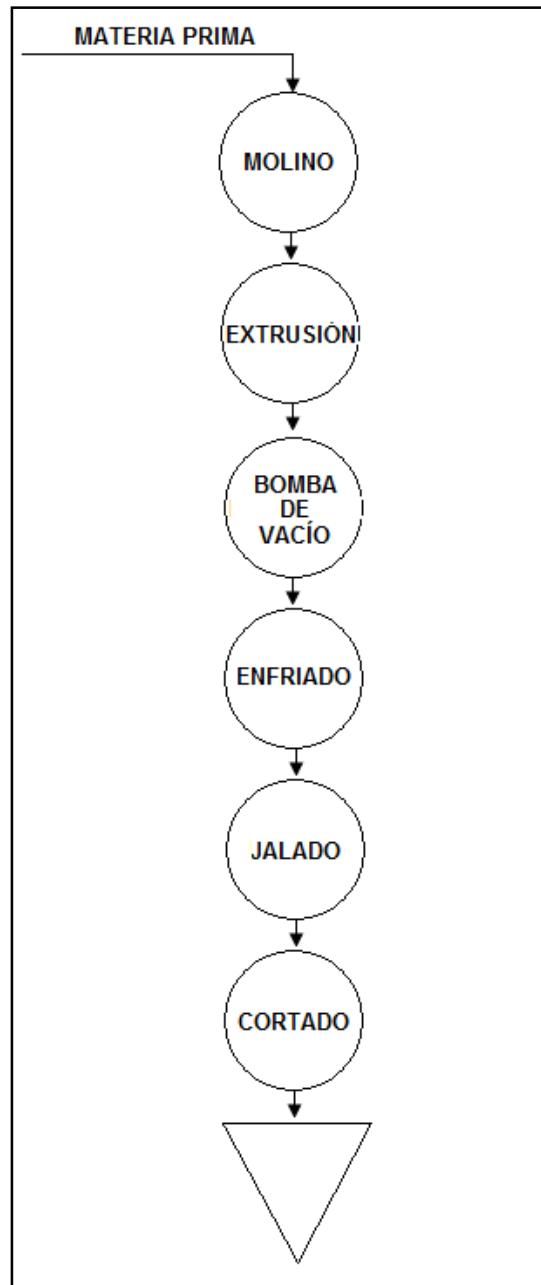 MATERIA PRIMA
MOLINO
EXTRUSIÓN
BOMBA
DE
VACÍO
ENFRIADO
JALADO
CORTADO